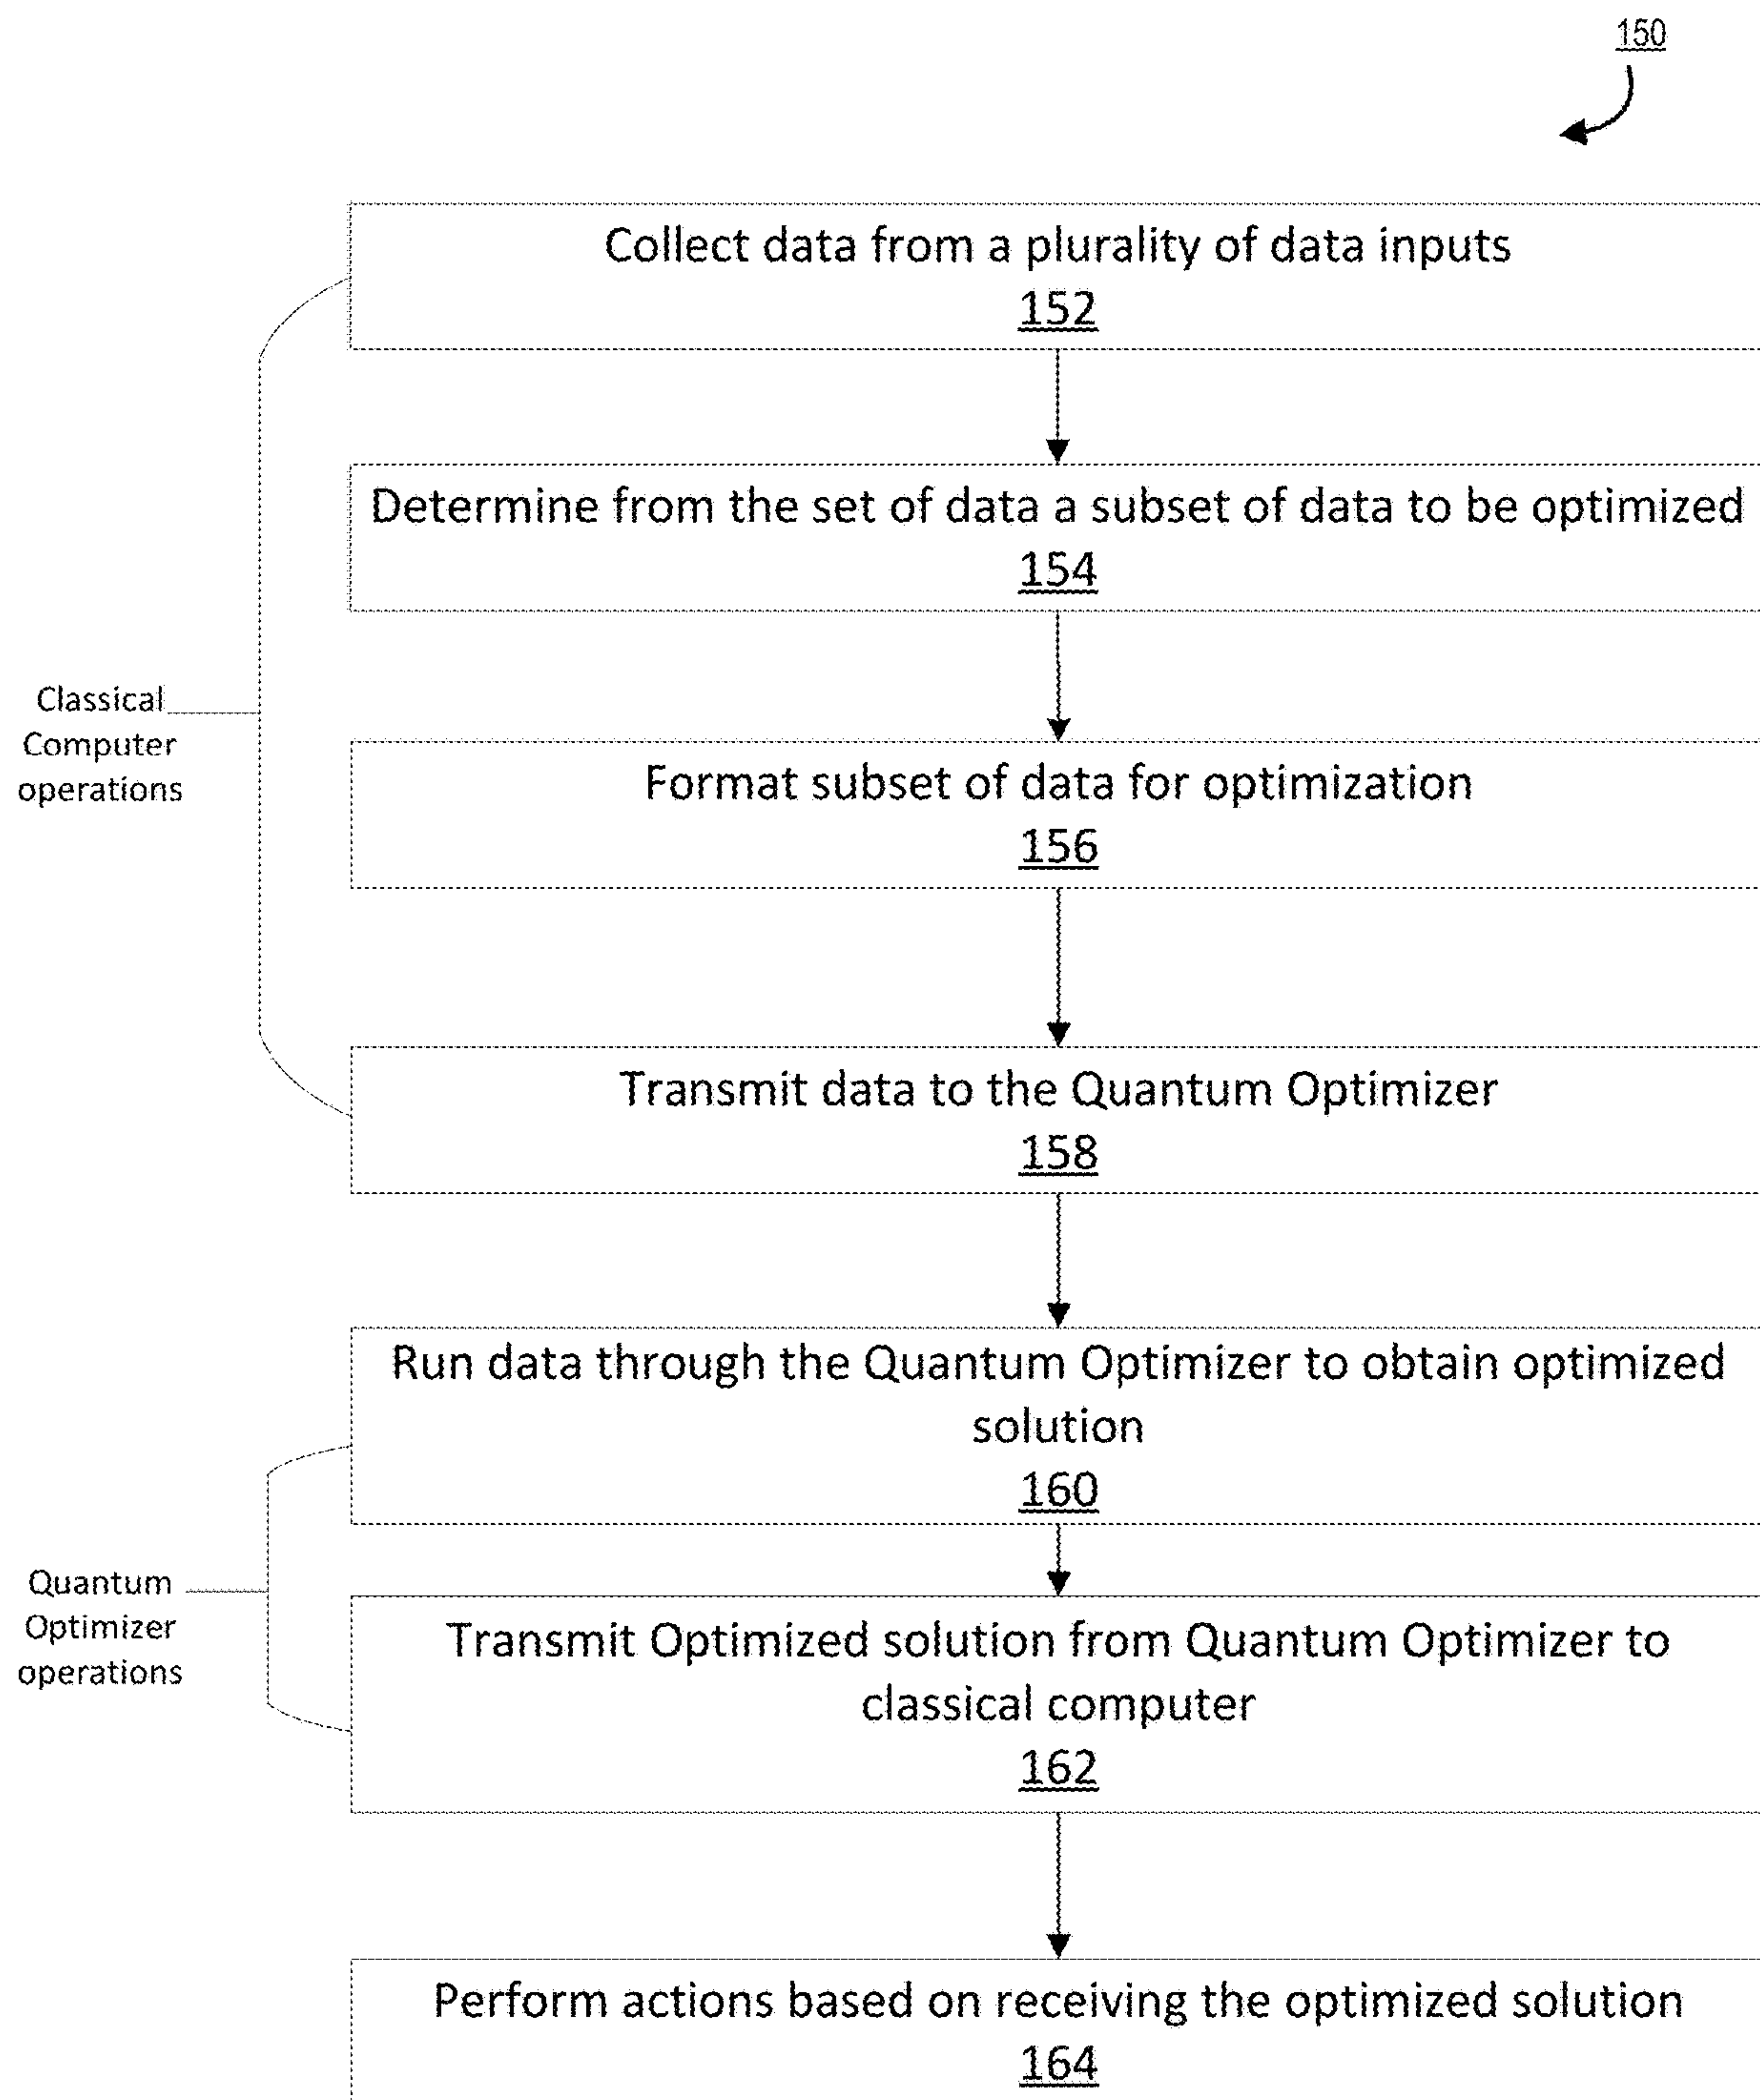 150
Collect data from a plurality of data inputs
152
Determine from the set of data a subset of data to be optimized
154
Classical
Computer
operations
Format subset of data for optimization
156
Transmit data to the Quantum Optimizer
158
Run data through the Quantum Optimizer to obtain optimized
solution
160
Quantum
Optimizer
operations
Transmit Optimized solution from Quantum Optimizer to
classical computer
162
Perform actions based on receiving the optimized solution
164